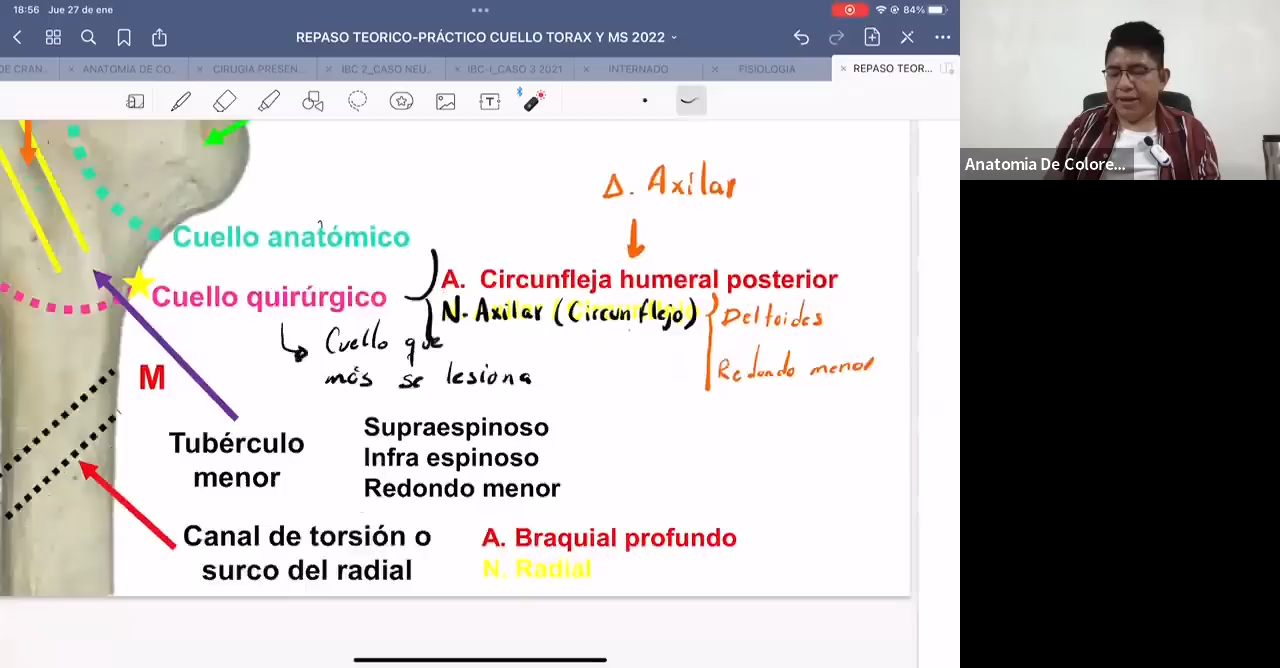 18:56 Jue 27 de ene
84%
REPASO TEORICO-PRÁCTICO CUELLO TORAX Y MS 2022
DE CRAN... ANATOMÍA DE CO... CIRUGIA PRESEN... IBC 2_CASO NEU... IBC-I_CASO 3 2021 INTERNADO FISIOLOGIA REPASO TEOR...
Anatomia De Colore...
Δ. Axilar
Cuello anatómico
A. Circunfleja humeral posterior
Cuello quirúrgico
N. Axilar (Circunflejo)
Deltoides
Cuello que
más se lesiona
Redondo menor
M
Supraespinoso
Tubérculo
menor
Infra espinoso
Redondo menor
Canal de torsión o
surco del radial
A. Braquial profundo
N. Radial